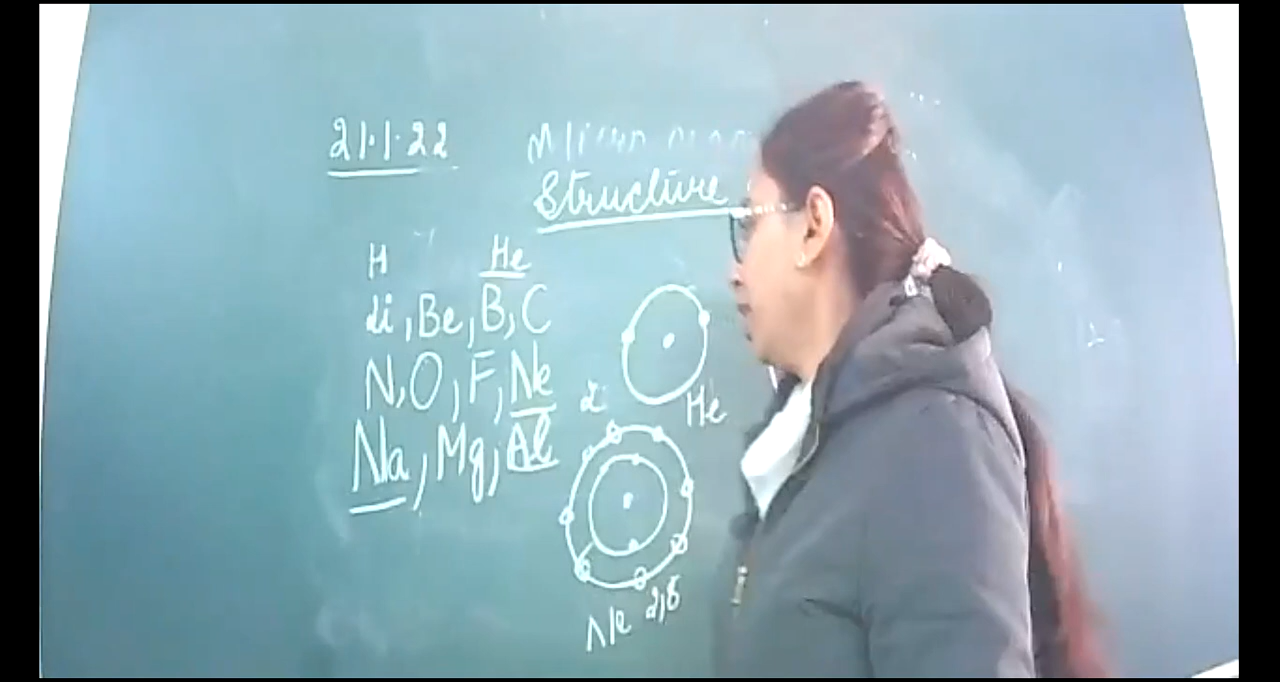 21.1.22
Structure
H He
Li, Be, B, C
N, O, F, Ne
Na, Mg, Al
He
Ne 2,8